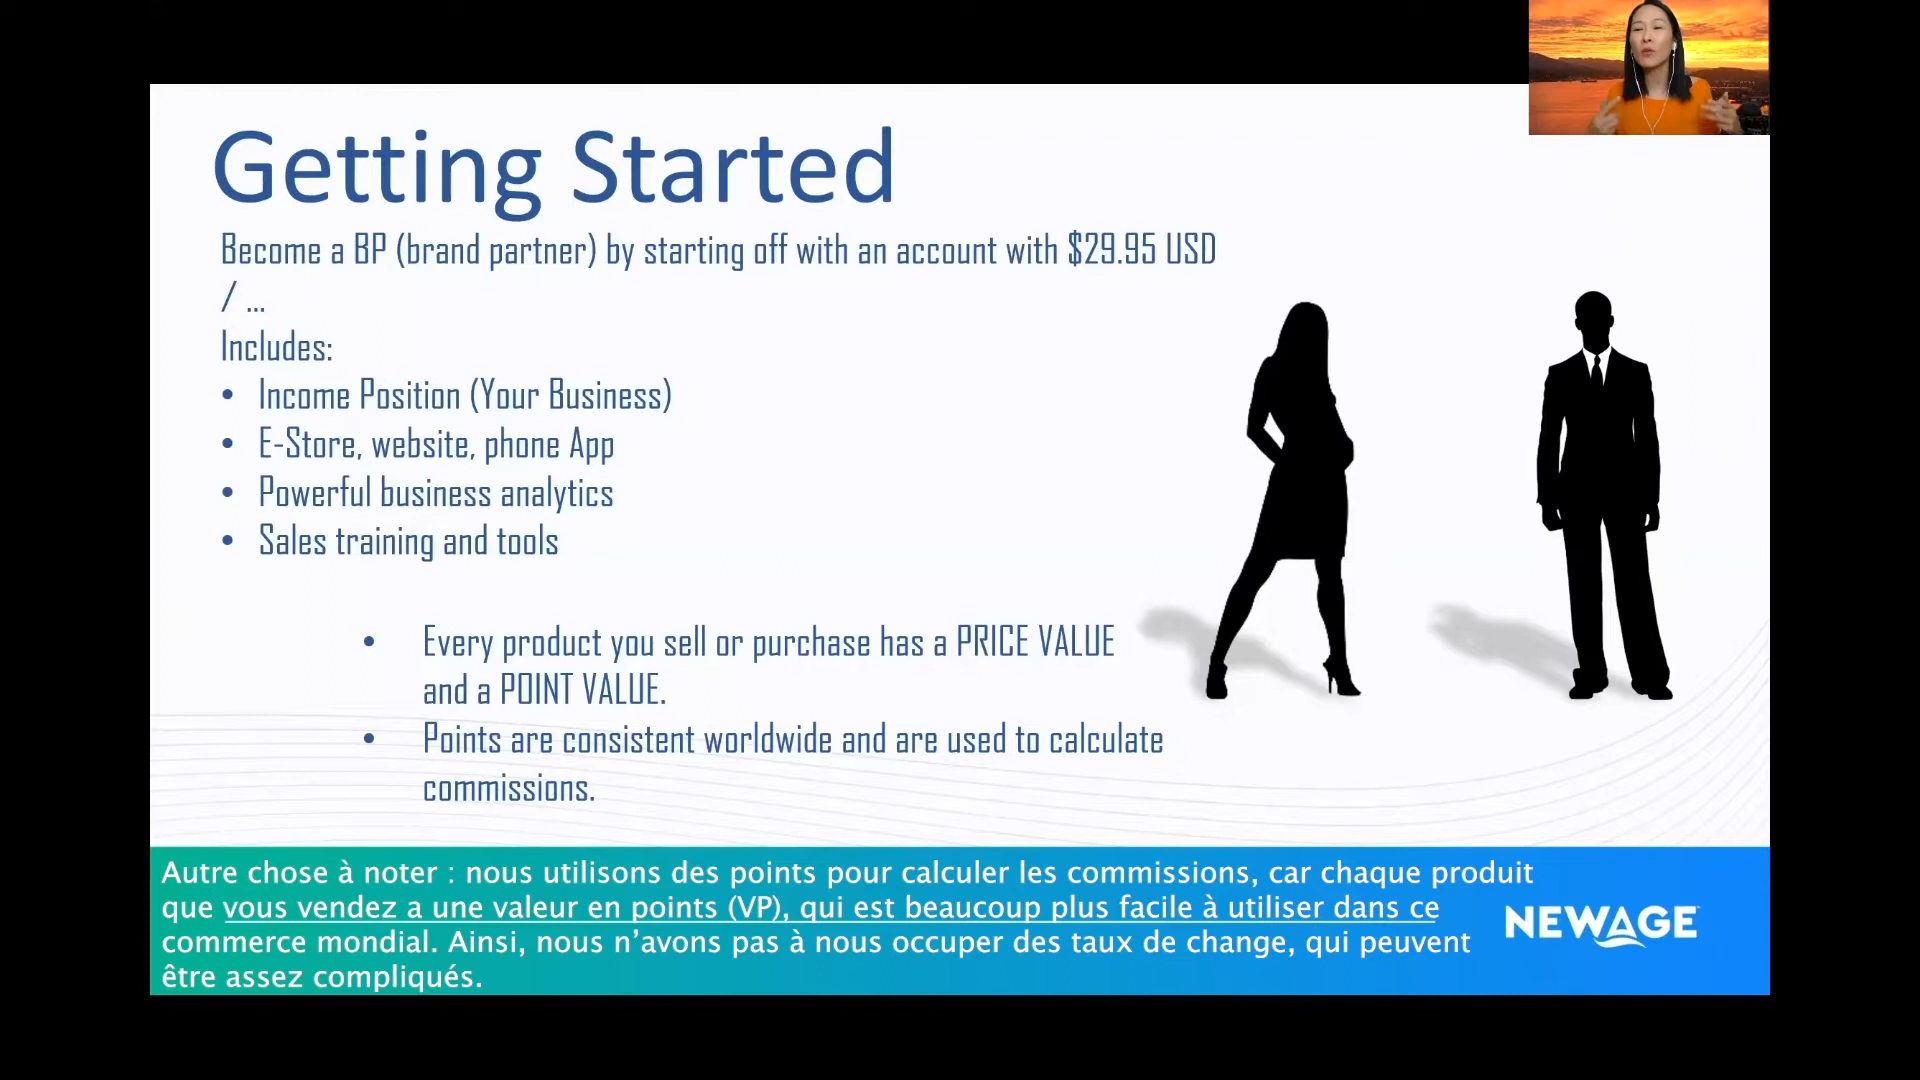 Getting Started
Become a BP (brand partner) by starting off with an account with $29.95 USD
/ ...
Includes:
• Income Position (Your Business)
• E-Store, website, phone App
• Powerful business analytics
• Sales training and tools
• Every product you sell or purchase has a PRICE VALUE
and a POINT VALUE.
• Points are consistent worldwide and are used to calculate
commissions.
Autre chose à noter : nous utilisons des points pour calculer les commissions, car chaque produit
que vous vendez a une valeur en points (VP), qui est beaucoup plus facile à utiliser dans ce
commerce mondial. Ainsi, nous n’avons pas à nous occuper des taux de change, qui peuvent
être assez compliqués.
NEWAGE